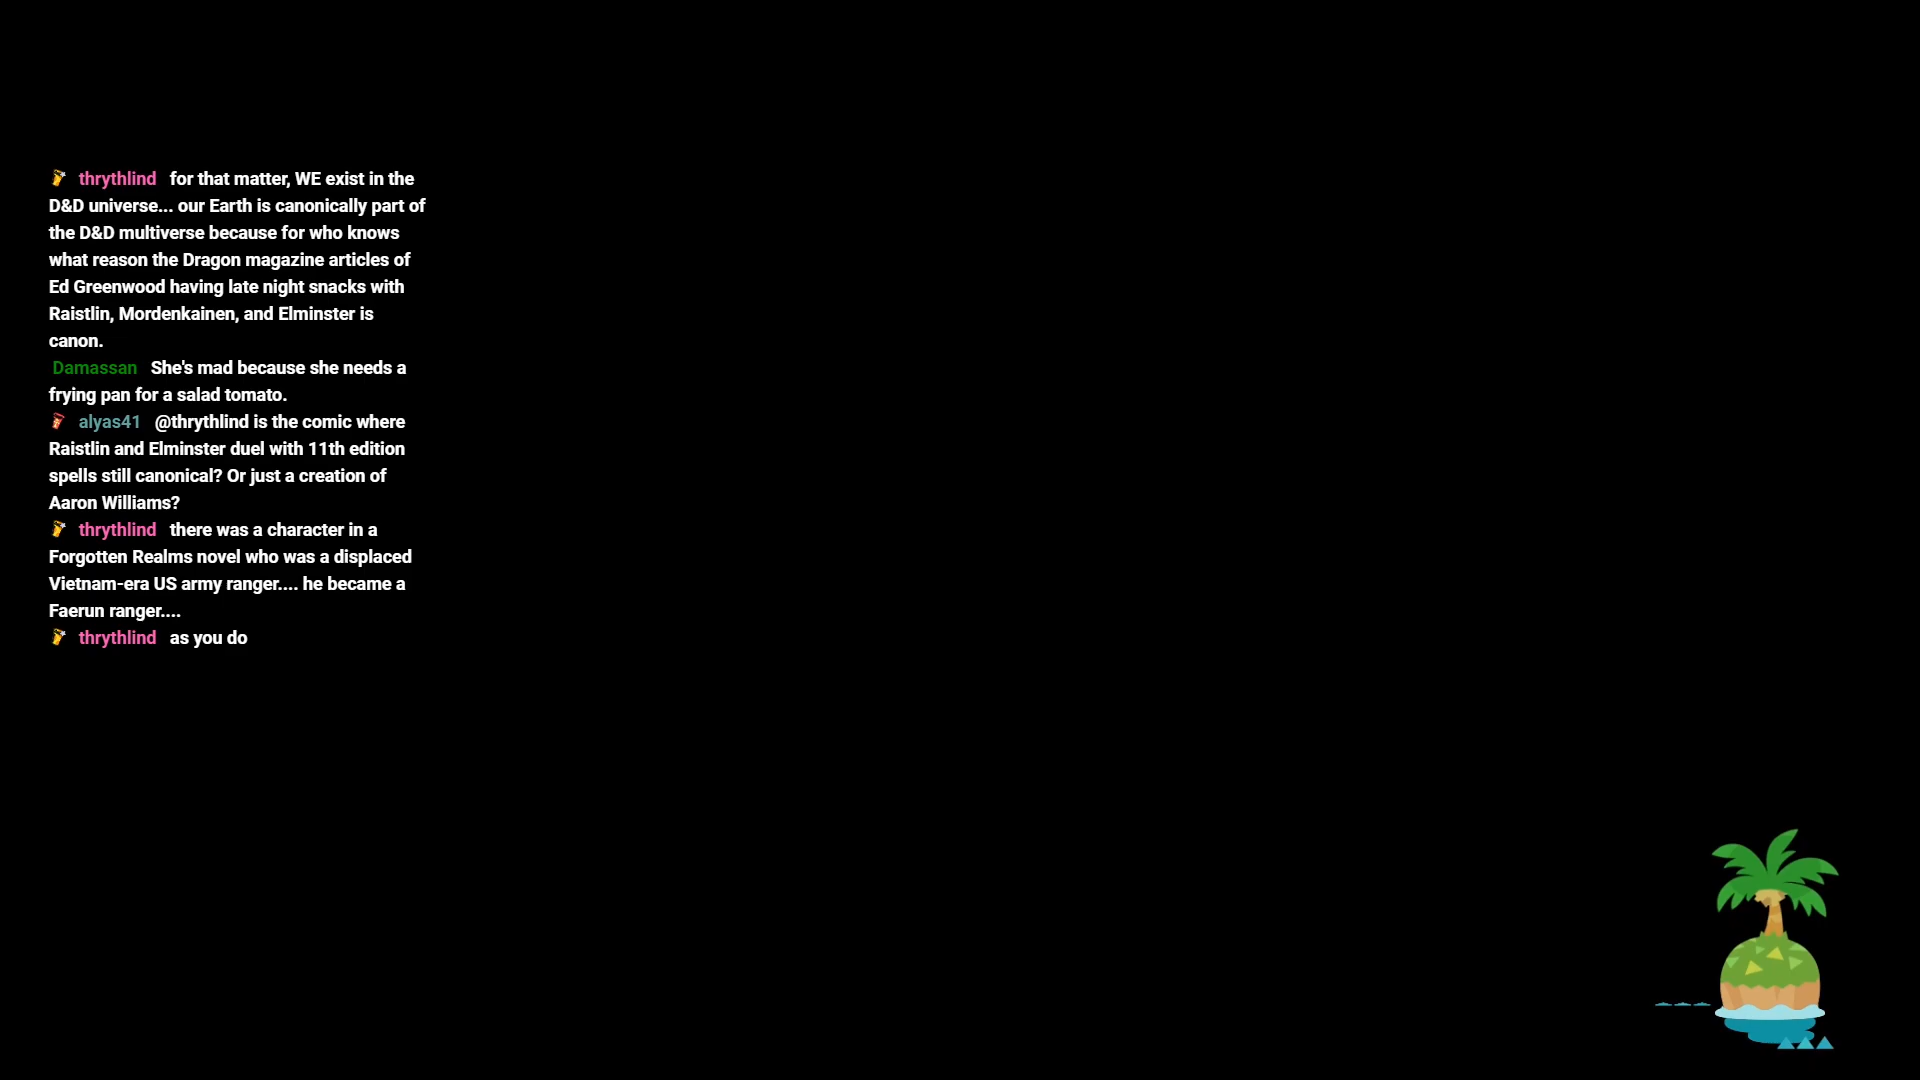 thrythlind for that matter, WE exist in the
D&D universe... our Earth is canonically part of
the D&D multiverse because for who knows
what reason the Dragon magazine articles of
Ed Greenwood having late night snacks with
Raistlin, Mordenkainen, and Elminster is
canon.
Damassan She's mad because she needs a
frying pan for a salad tomato.
alyas41 @thrythlind is the comic where
Raistlin and Elminster duel with 11th edition
spells still canonical? Or just a creation of
Aaron Williams?
thrythlind there was a character in a
Forgotten Realms novel who was a displaced
Vietnam-era US army ranger.... he became a
Faerun ranger....
thrythlind as you do